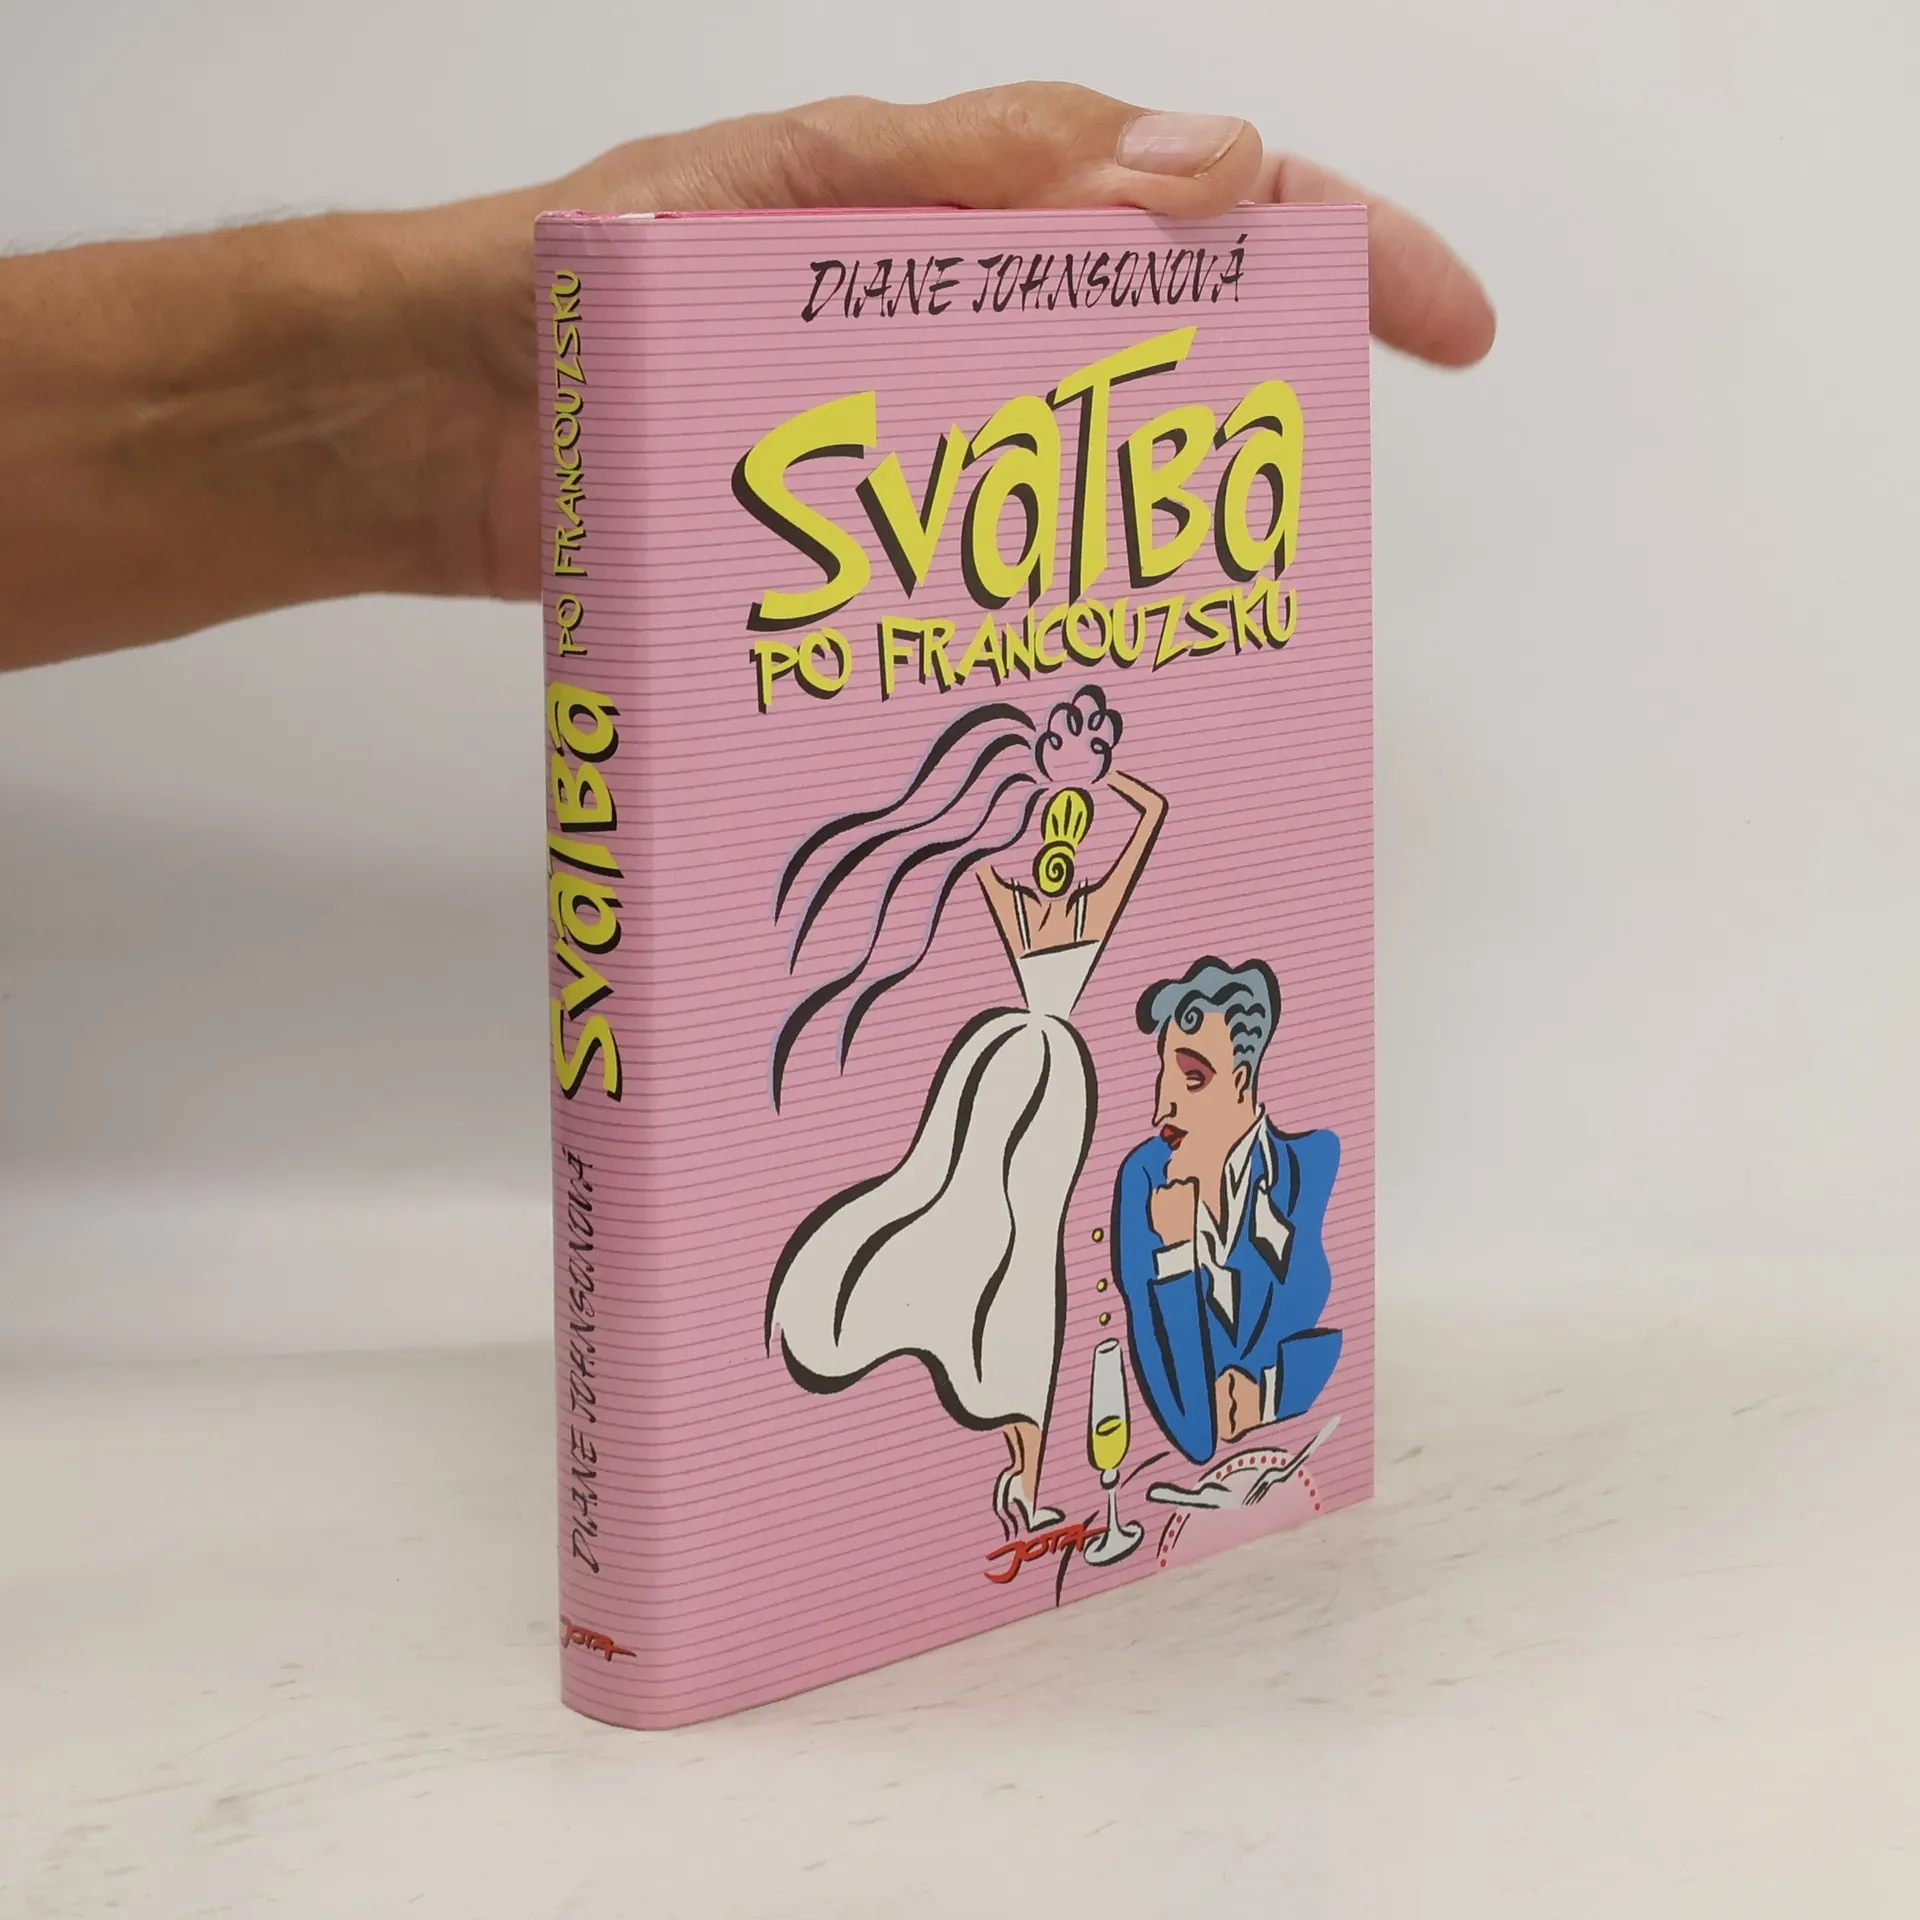 DIANE JOHNSONOVÁ
SVATBA
PO FRANCOUZSKU
JOTA
DIANE JOHNSONOVÁ SVATBA PO FRANCOUZSKU
JOTA